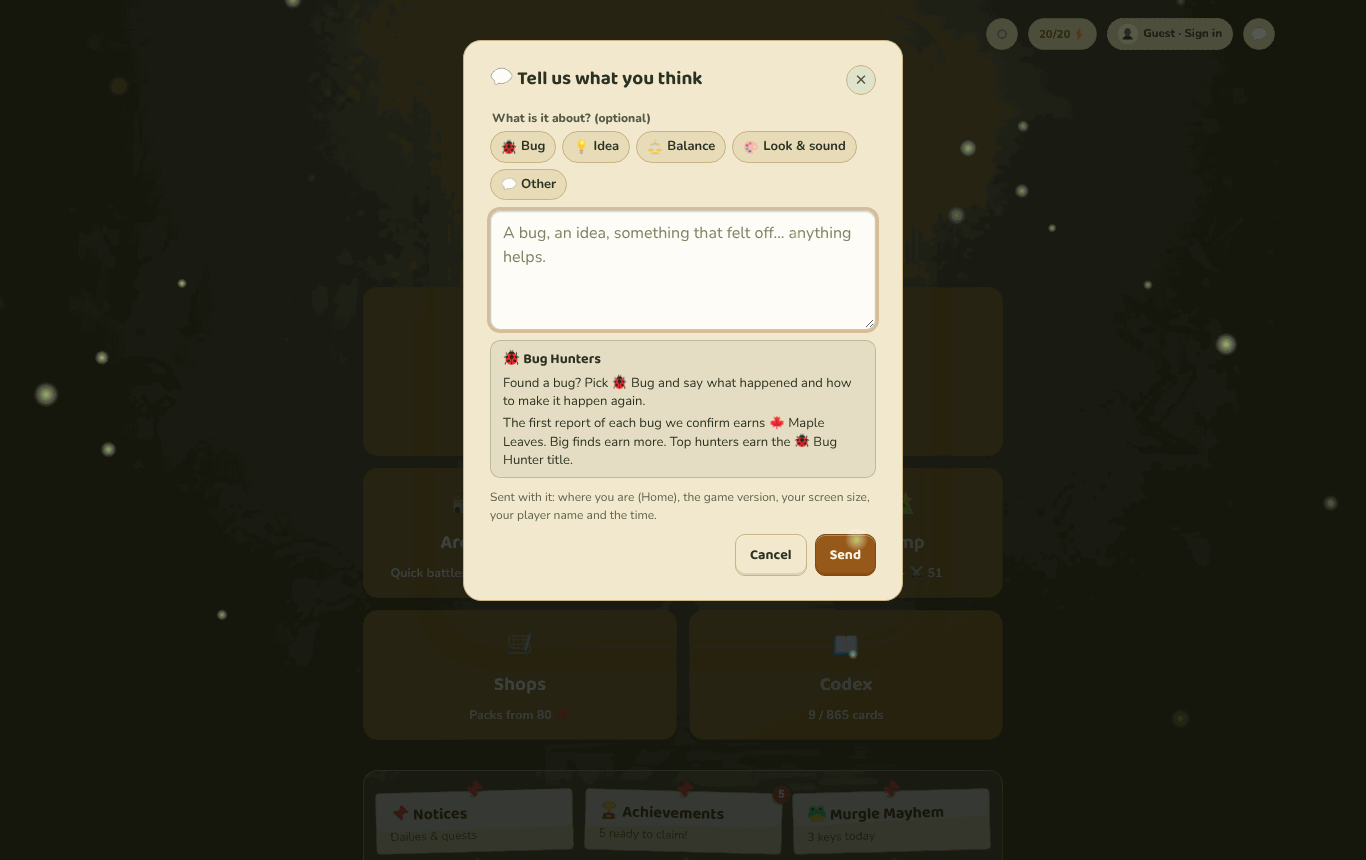 20/20
Guest · Sign in
Tell us what you think
What is it about? (optional)
Bug
Idea
Balance
Look & sound
Other
A bug, an idea, something that felt off... anything
helps.
Bug Hunters
Found a bug? Pick 🐞 Bug and say what happened and how
to make it happen again.
The first report of each bug we confirm earns 🍁 Maple
Leaves. Big finds earn more. Top hunters earn the 🐞 Bug
Hunter title.
Sent with it: where you are (Home), the game version, your screen size,
your player name and the time.
Cancel
Send
Quick battle
51
Shops
Packs from 80
Codex
9 / 865 cards
Notices
Dailies & quests
Achievements
5 ready to claim!
5
Murgle Mayhem
3 keys today